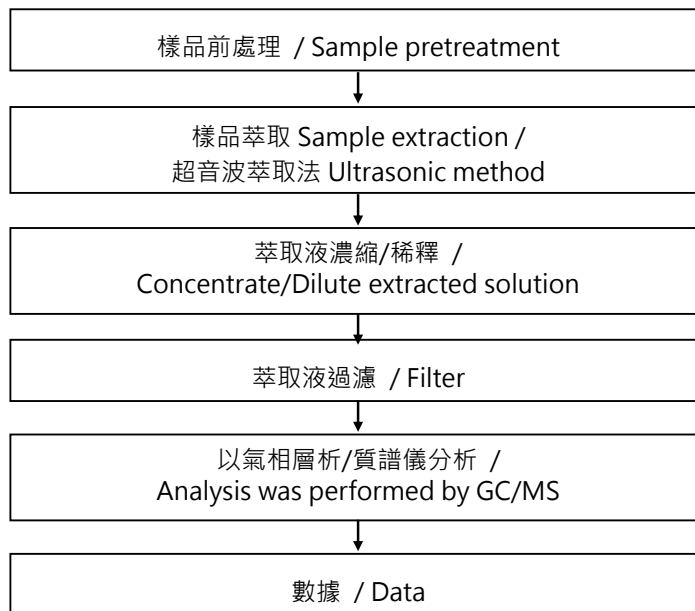 樣品前處理 / Sample pretreatment
樣品萃取 Sample extraction /
超音波萃取法 Ultrasonic method
萃取液濃縮/稀釋 /
Concentrate/Dilute extracted solution
萃取液過濾 / Filter
以氣相層析/質譜儀分析 /
Analysis was performed by GC/MS
數據 / Data